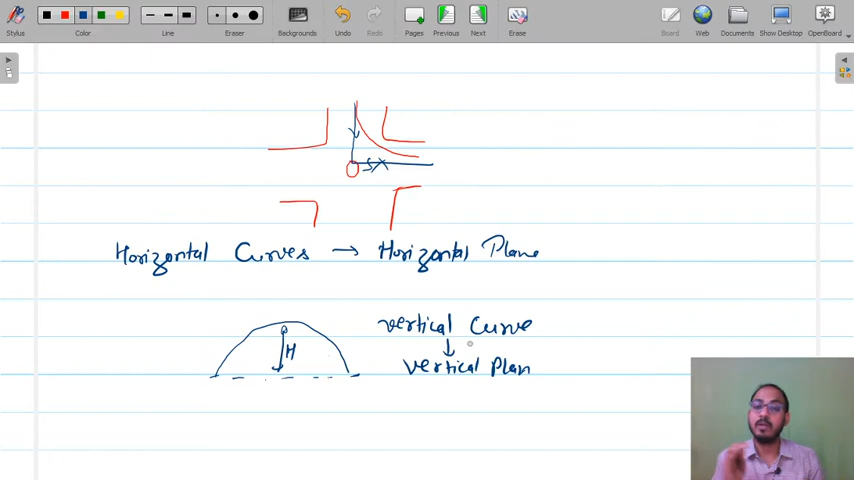 Stylus
Color
Line
Eraser
Backgrounds
Undo
Redo
Pages
Previous
Next
Erase
Board
Web
Documents
Show Desktop
OpenBoard
Horizontal Curves → Horizontal Plane
H
vertical Curve
vertical Plan